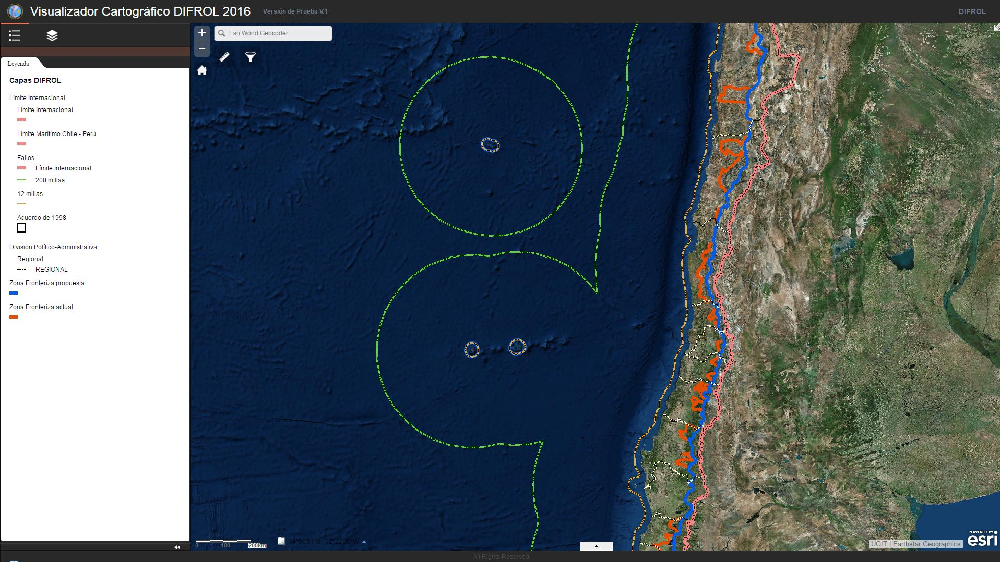 Visualizador Cartográfico DIFROL 2016 Versión de Prueba V.1 DIFROL
Esri World Geocoder
Leyenda
Capas DIFROL
Límite Internacional
Límite Internacional
Límite Marítimo Chile - Perú
Fallos
Límite Internacional
200 millas
12 millas
Acuerdo de 1998
División Político-Administrativa
Regional
REGIONAL
Zona Fronteriza propuesta
Zona Fronteriza actual
0 100 200km
34°06'51"S 92°22'00"W
POWERED BY
esri
UGIT | Earthstar Geographics
All Rights Reserved